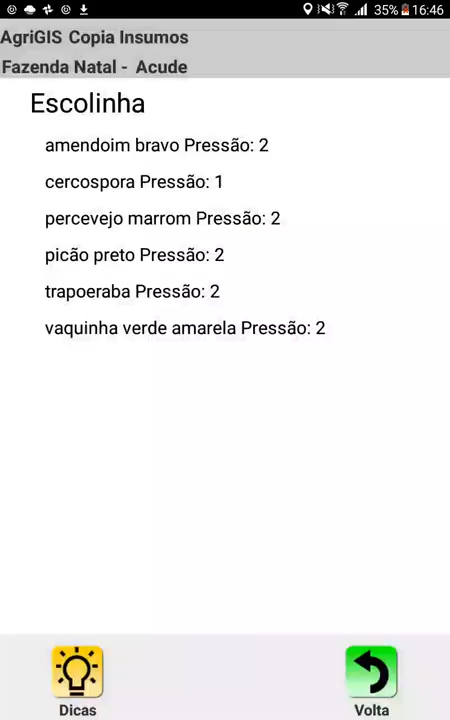 35% 16:46
AgriGIS Copia Insumos
Fazenda Natal - Acude
Escolinha
amendoim bravo Pressão: 2
cercospora Pressão: 1
percevejo marrom Pressão: 2
picão preto Pressão: 2
trapoeraba Pressão: 2
vaquinha verde amarela Pressão: 2
Dicas Volta